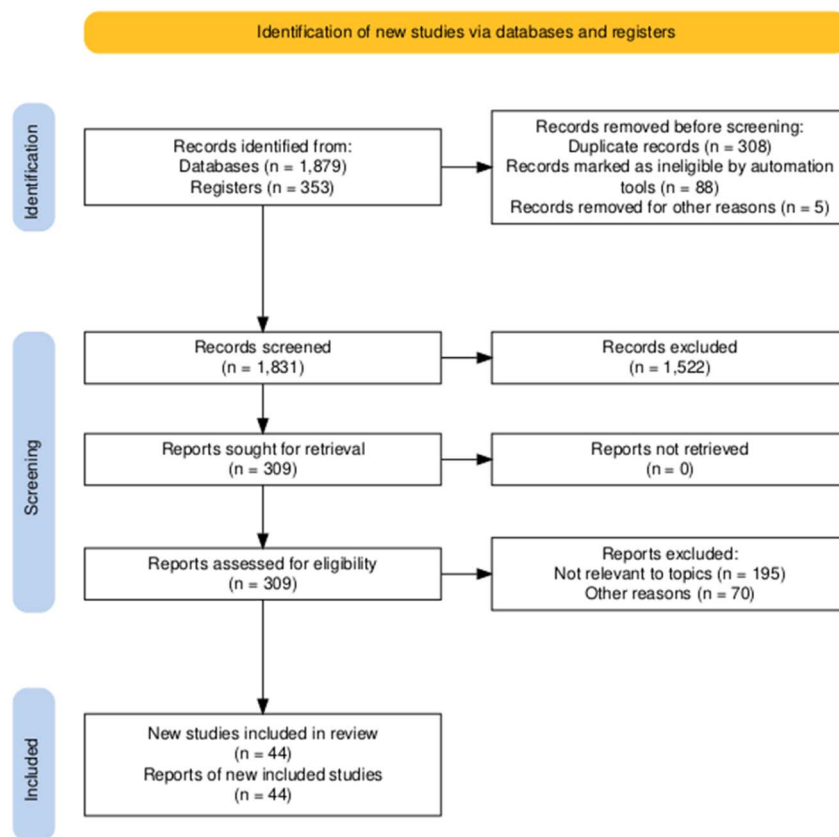 Identification of new studies via databases and registers
Identification
Records identified from:
Databases (n = 1,879)
Registers (n = 353)
Records removed before screening:
Duplicate records (n = 308)
Records marked as ineligible by automation
tools (n = 88)
Records removed for other reasons (n = 5)
Screening
Records screened
(n = 1,831)
Records excluded
(n = 1,522)
Reports sought for retrieval
(n = 309)
Reports not retrieved
(n = 0)
Reports assessed for eligibility
(n = 309)
Reports excluded:
Not relevant to topics (n = 195)
Other reasons (n = 70)
Included
New studies included in review
(n = 44)
Reports of new included studies
(n = 44)